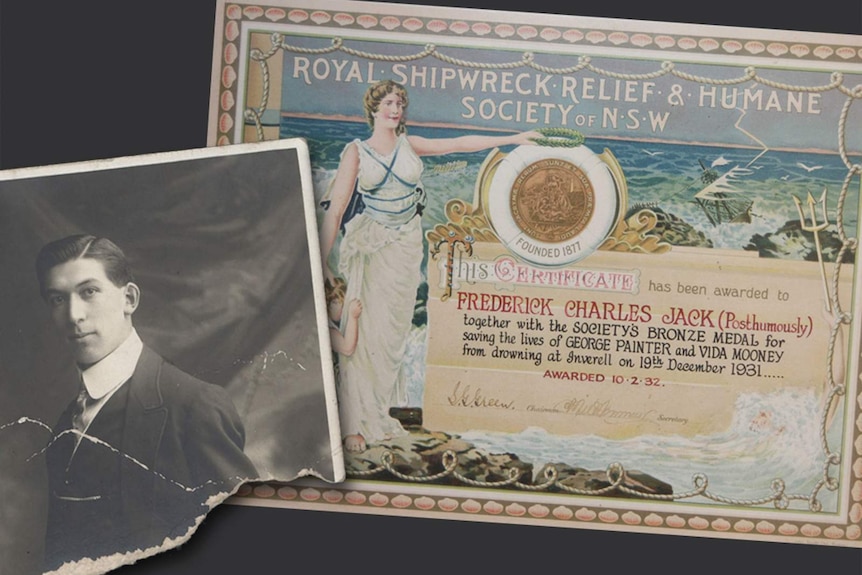 ROYAL·SHIPWRECK·RELIEF·&·HUMANE
SOCIETY OF N·S·W
FOUNDED 1877
This CERTIFICATE has been awarded to
FREDERICK CHARLES JACK (Posthumously)
together with the SOCIETY'S BRONZE MEDAL for
saving the lives of GEORGE PAINTER and VIDA MOONEY
from drowning at Inverell on 19th December 1931.....
AWARDED 10·2·32.
Chairman Secretary